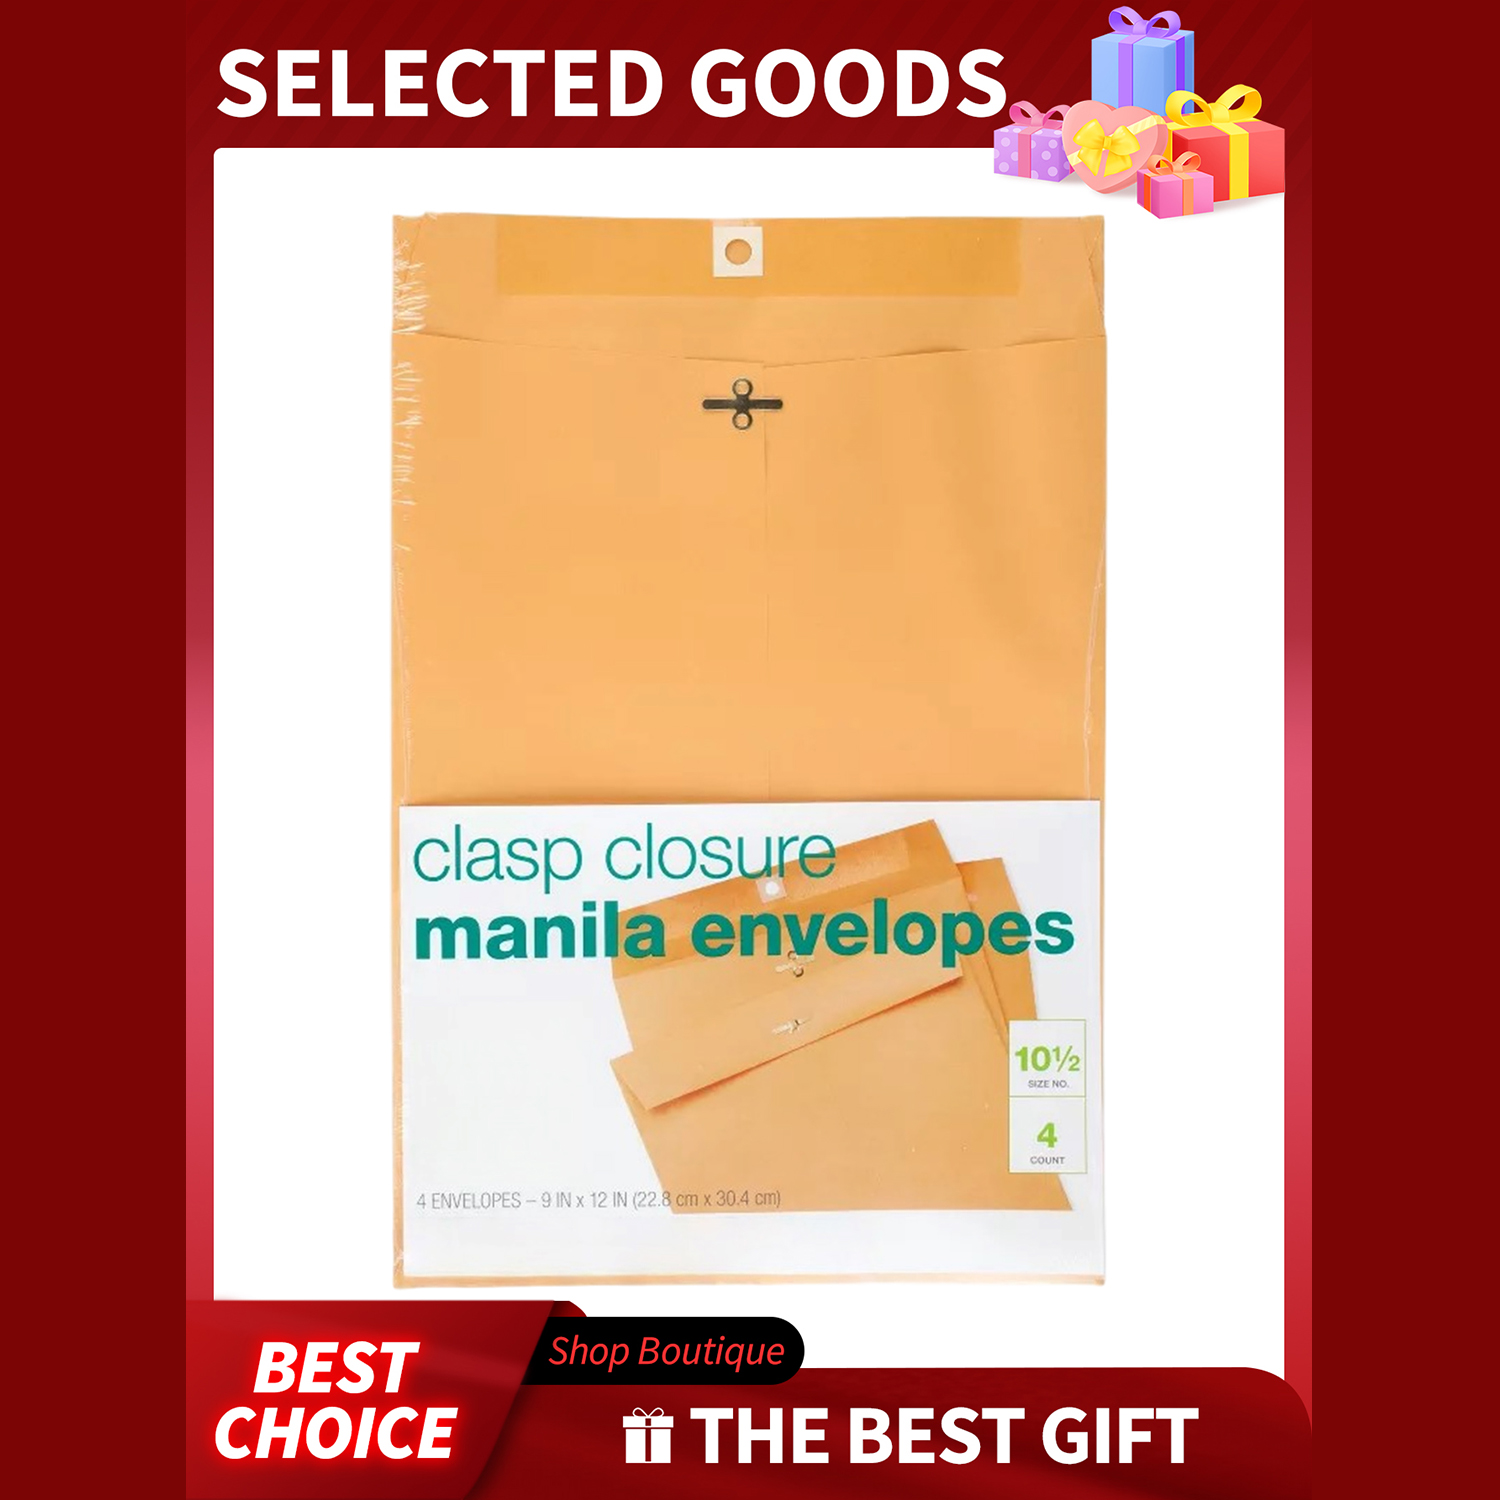 SELECTED GOODS
clasp closure
manila envelopes
10½
SIZE NO.
4
COUNT
4 ENVELOPES – 9 IN x 12 IN (22.8 cm x 30.4 cm)
Shop Boutique
BEST
CHOICE
THE BEST GIFT